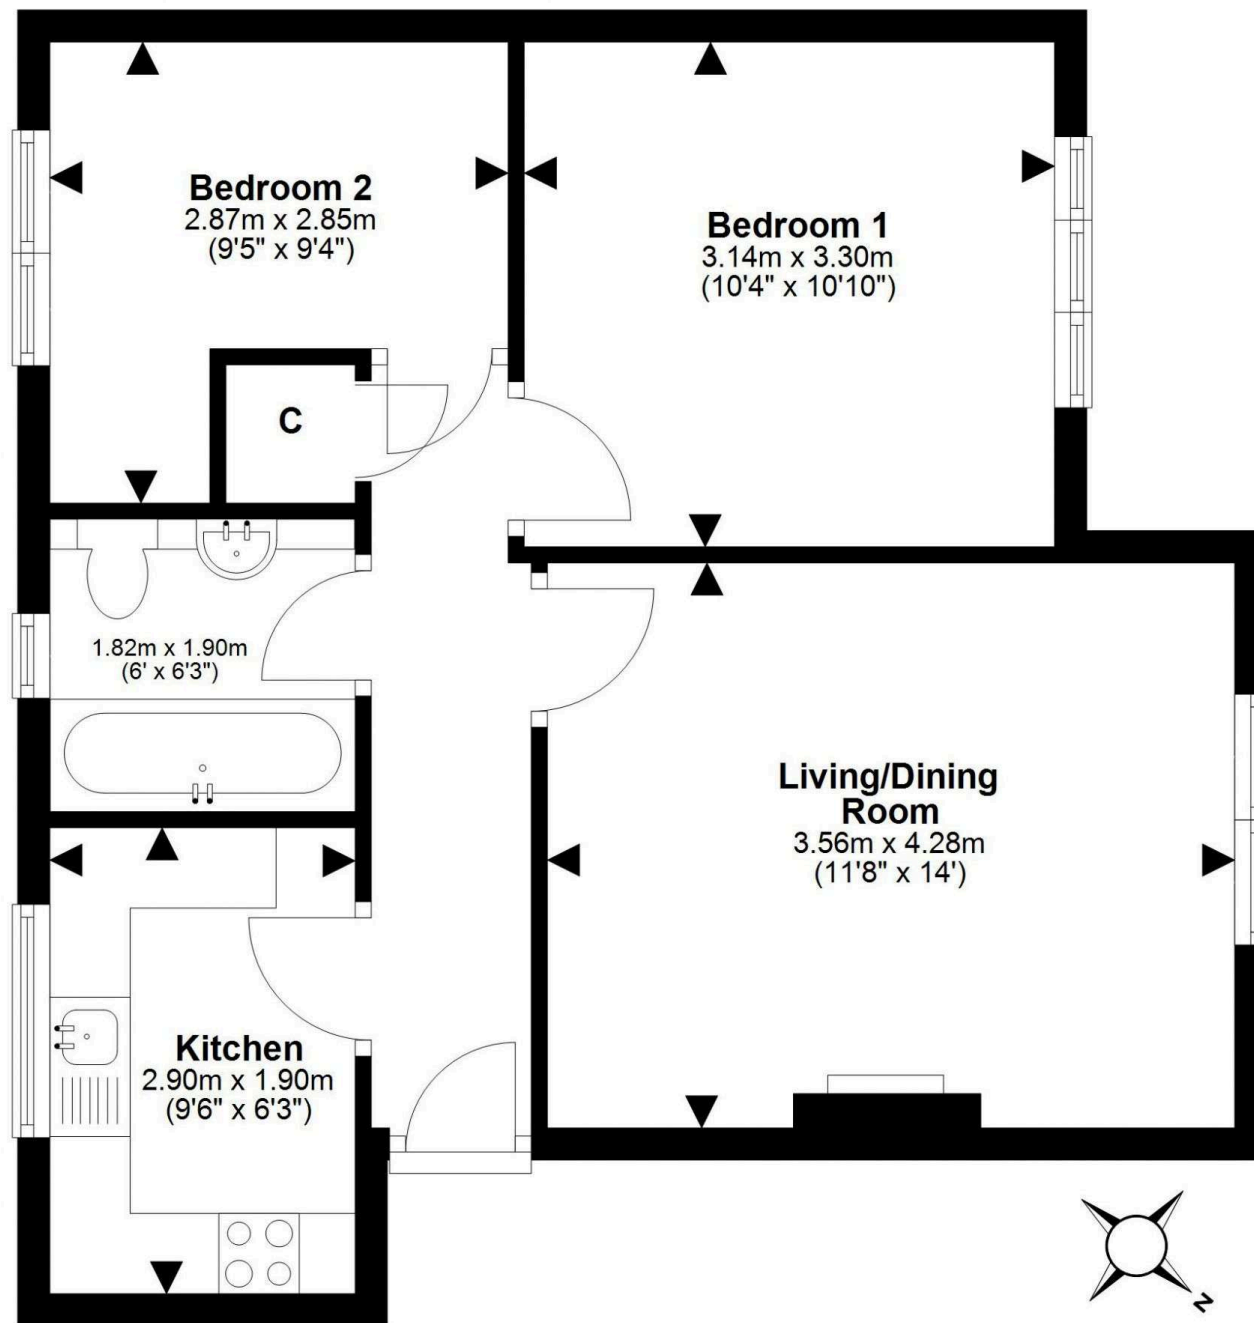 Bedroom 2
2.87m x 2.85m
(9'5" x 9'4")
Bedroom 1
3.14m x 3.30m
(10'4" x 10'10")
C
1.82m x 1.90m
(6' x 6'3")
Living/Dining
Room
3.56m x 4.28m
(11'8" x 14')
Kitchen
2.90m x 1.90m
(9'6" x 6'3")
N